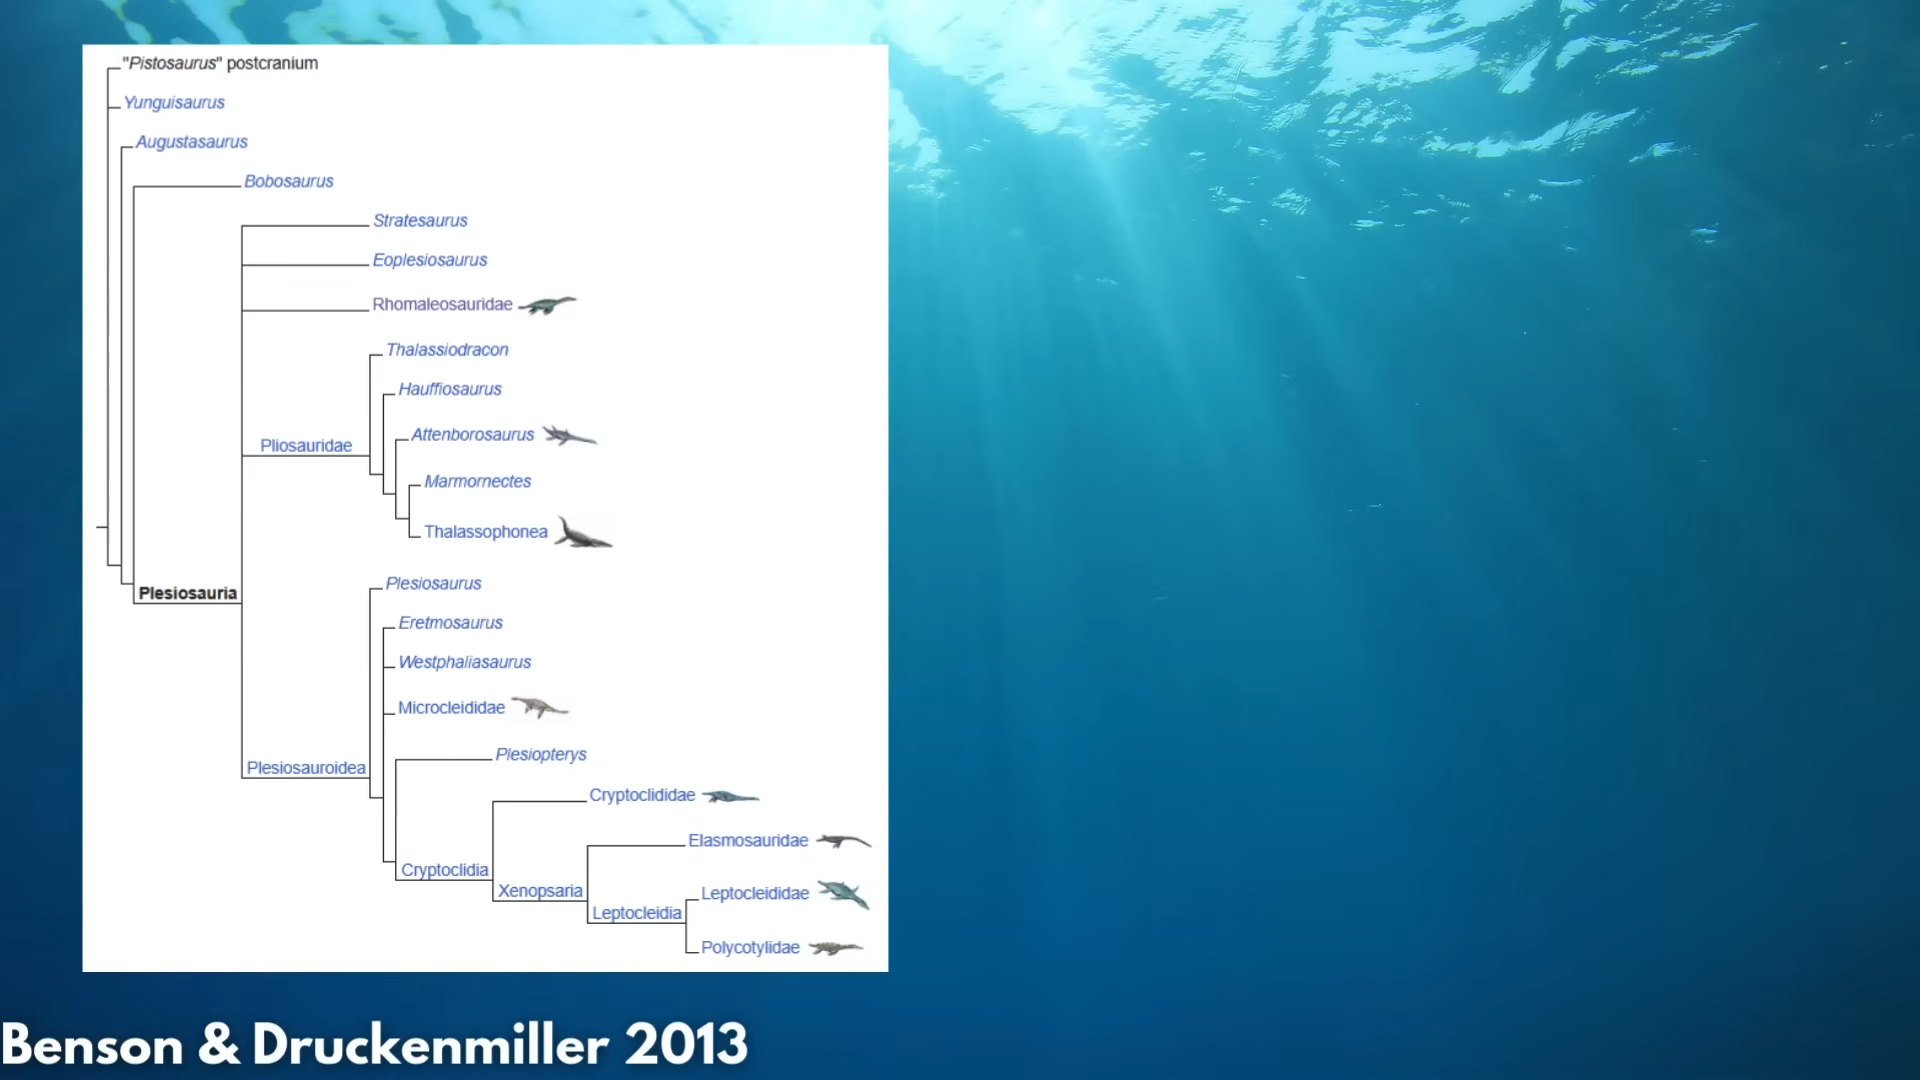 "Pistosaurus" postcranium
Yunguisaurus
Augustasaurus
Bobosaurus
Stratesaurus
Eoplesiosaurus
Rhomaleosauridae
Thalassiodracon
Hauffiosaurus
Attenborosaurus
Pliosauridae
Marmornectes
Thalassophonea
Plesiosaurus
Plesiosauria
Eretmosaurus
Westphaliasaurus
Microcleididae
Plesiopterys
Plesiosauroidea
Cryptoclididae
Elasmosauridae
Cryptoclidia
Xenopsaria
Leptocleididae
Leptocleidia
Polycotylidae
Benson & Druckenmiller 2013